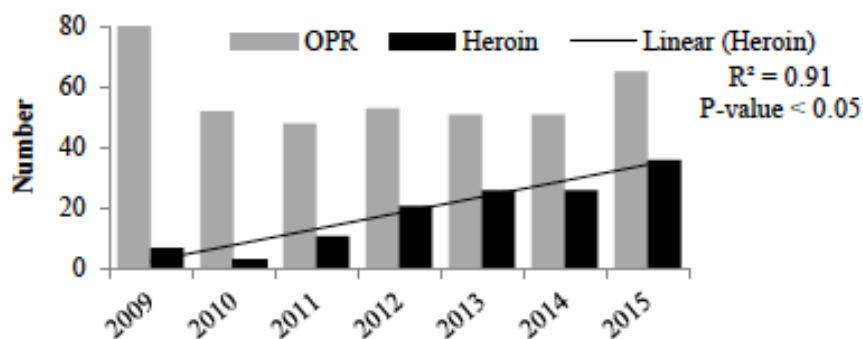 80
OPR Heroin Linear (Heroin)
R² = 0.91
P-value < 0.05
60
40
20
0
Number
2009 2010 2011 2012 2013 2014 2015